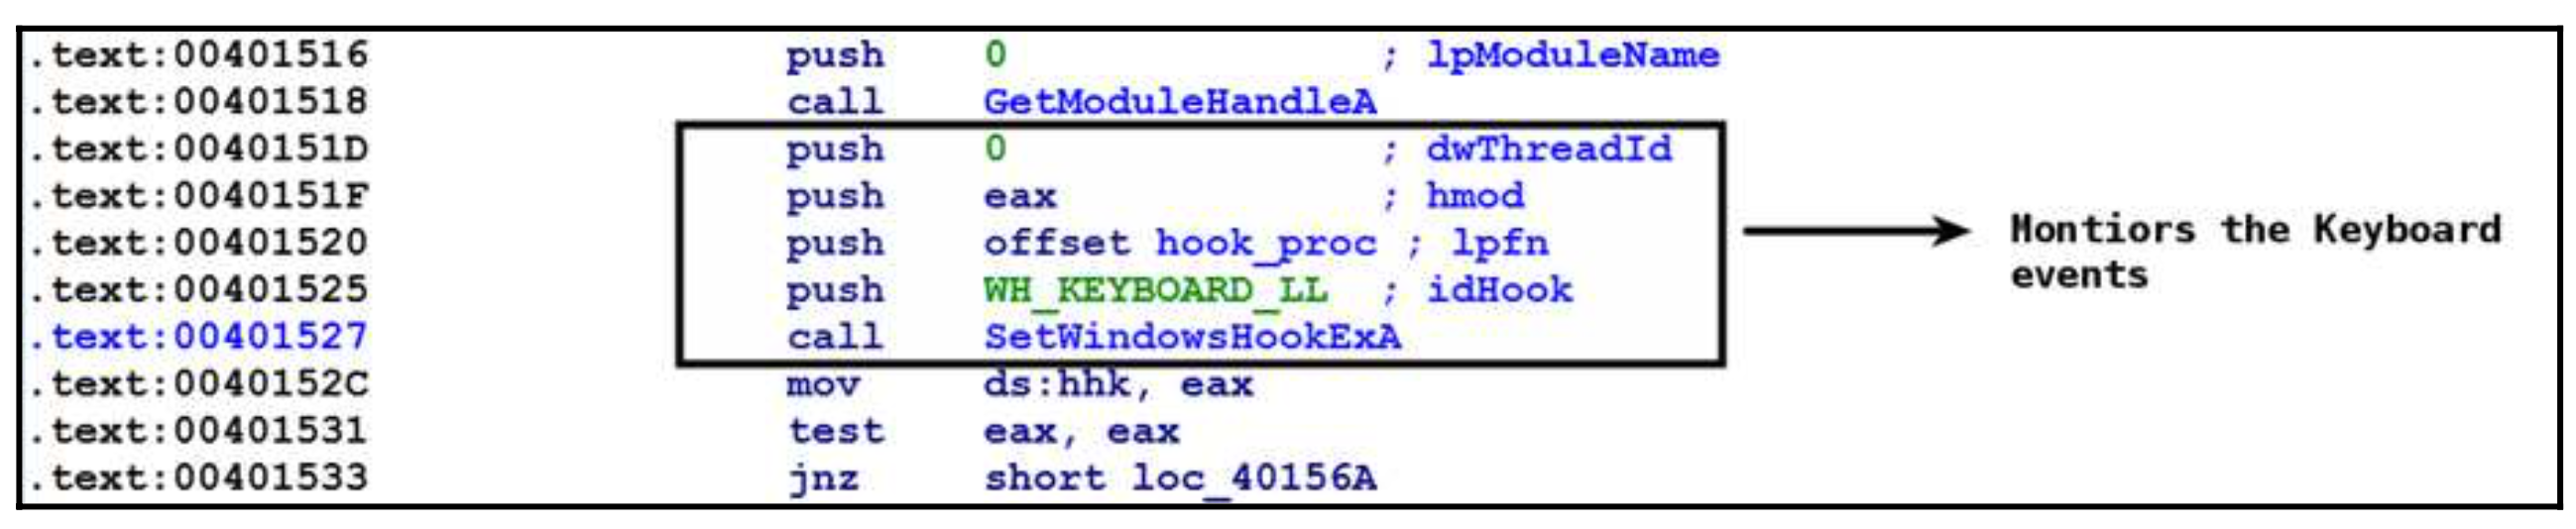 .text:00401516 push 0 ; lpModuleName
.text:00401518 call GetModuleHandleA
.text:0040151D push 0 ; dwThreadId
.text:0040151F push eax ; hmod
.text:00401520 push offset hook_proc ; lpfn
.text:00401525 push WH_KEYBOARD_LL ; idHook
.text:00401527 call SetWindowsHookExA
.text:0040152C mov ds:hhk, eax
.text:00401531 test eax, eax
.text:00401533 jnz short loc_40156A
Montiors the Keyboard
events